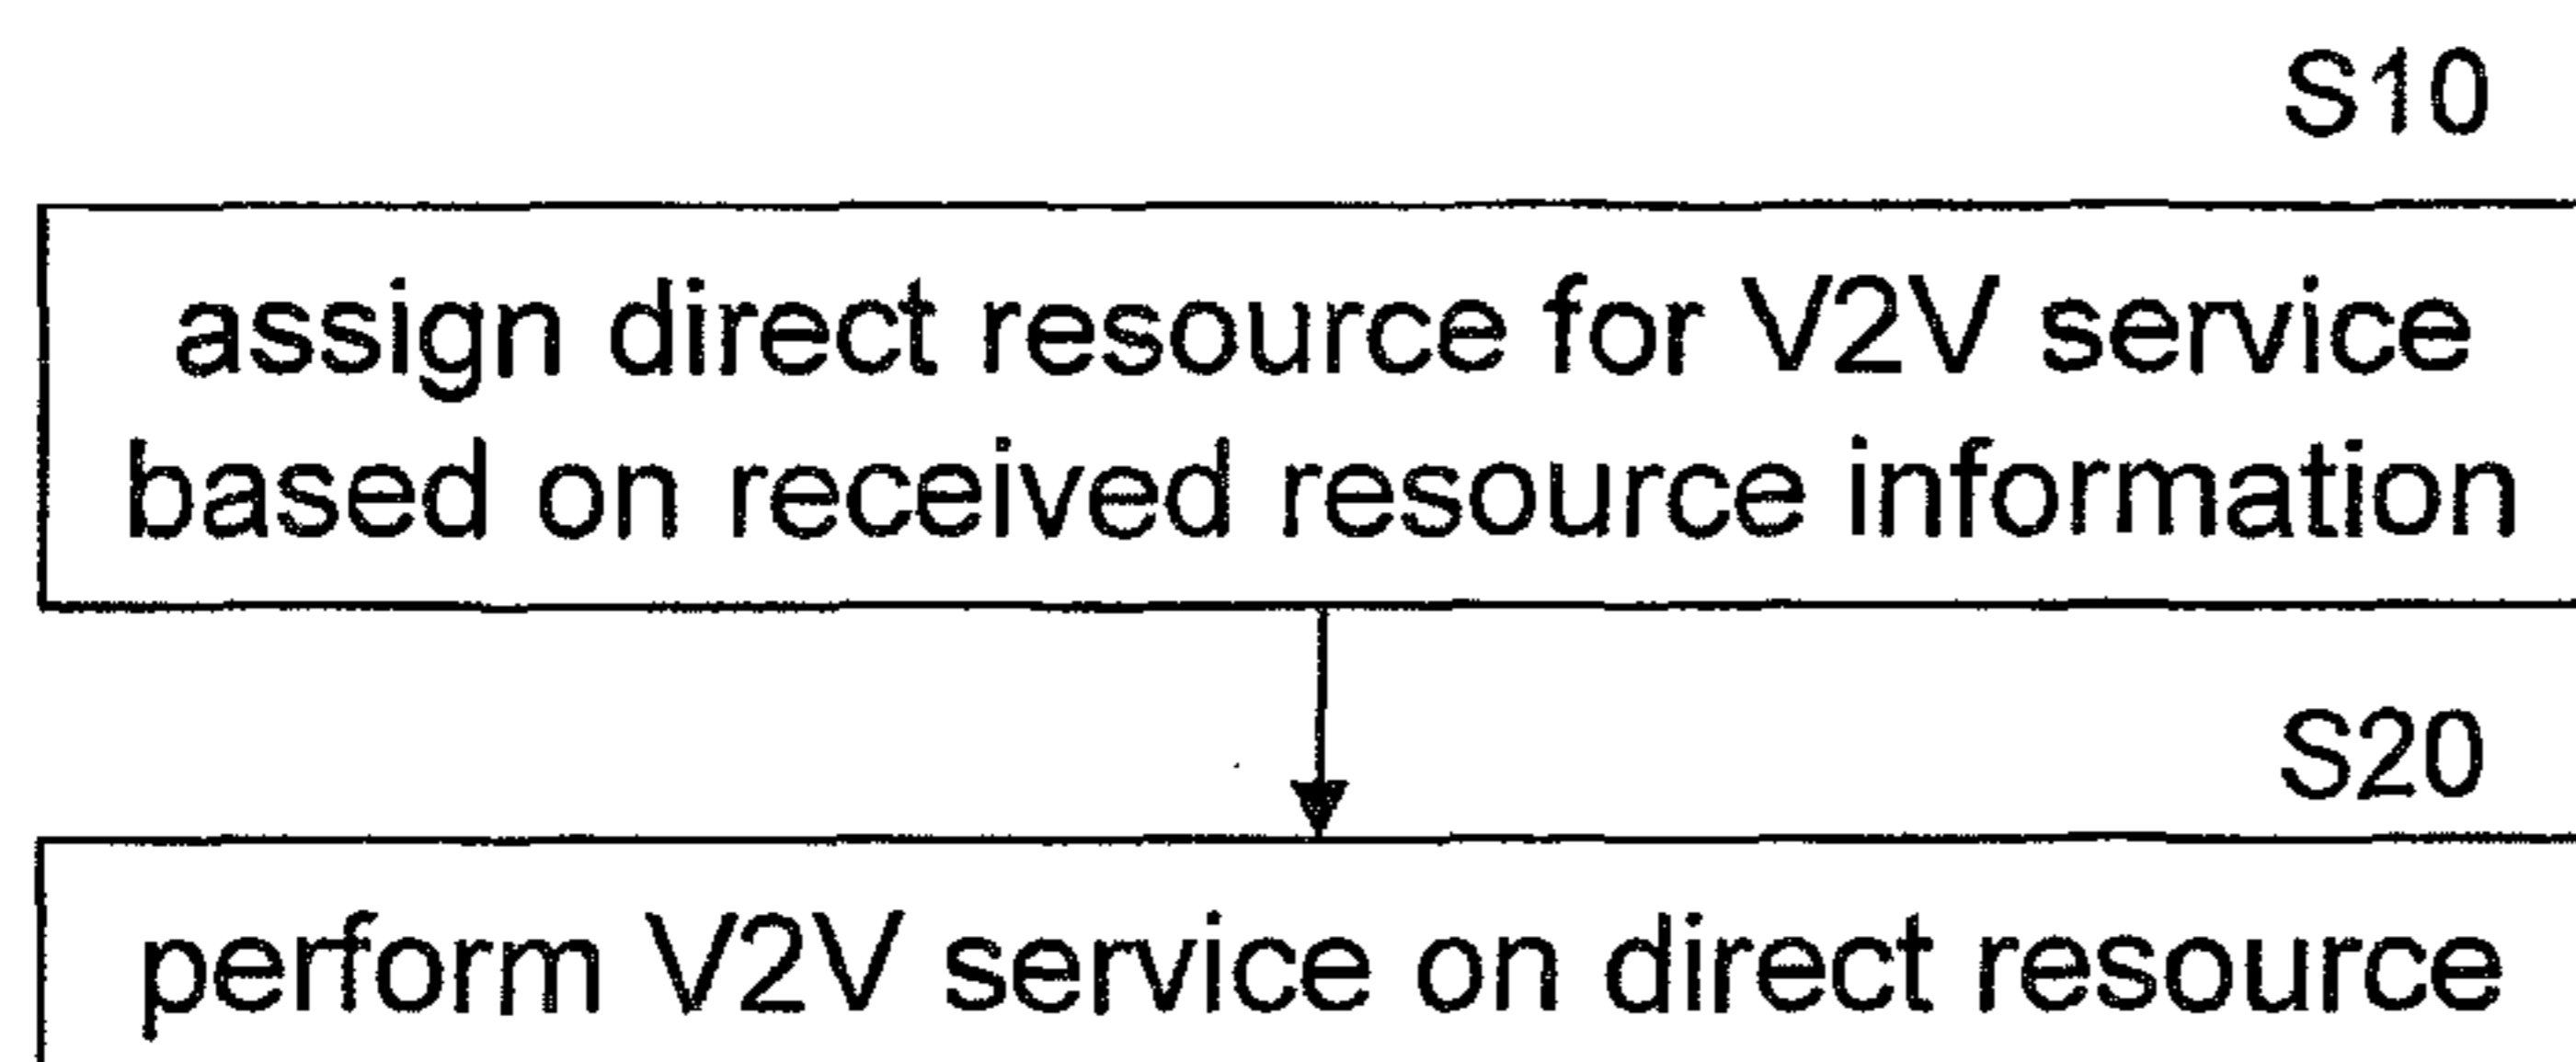 S10
assign direct resource for V2V service
based on received resource information
S20
perform V2V service on direct resource